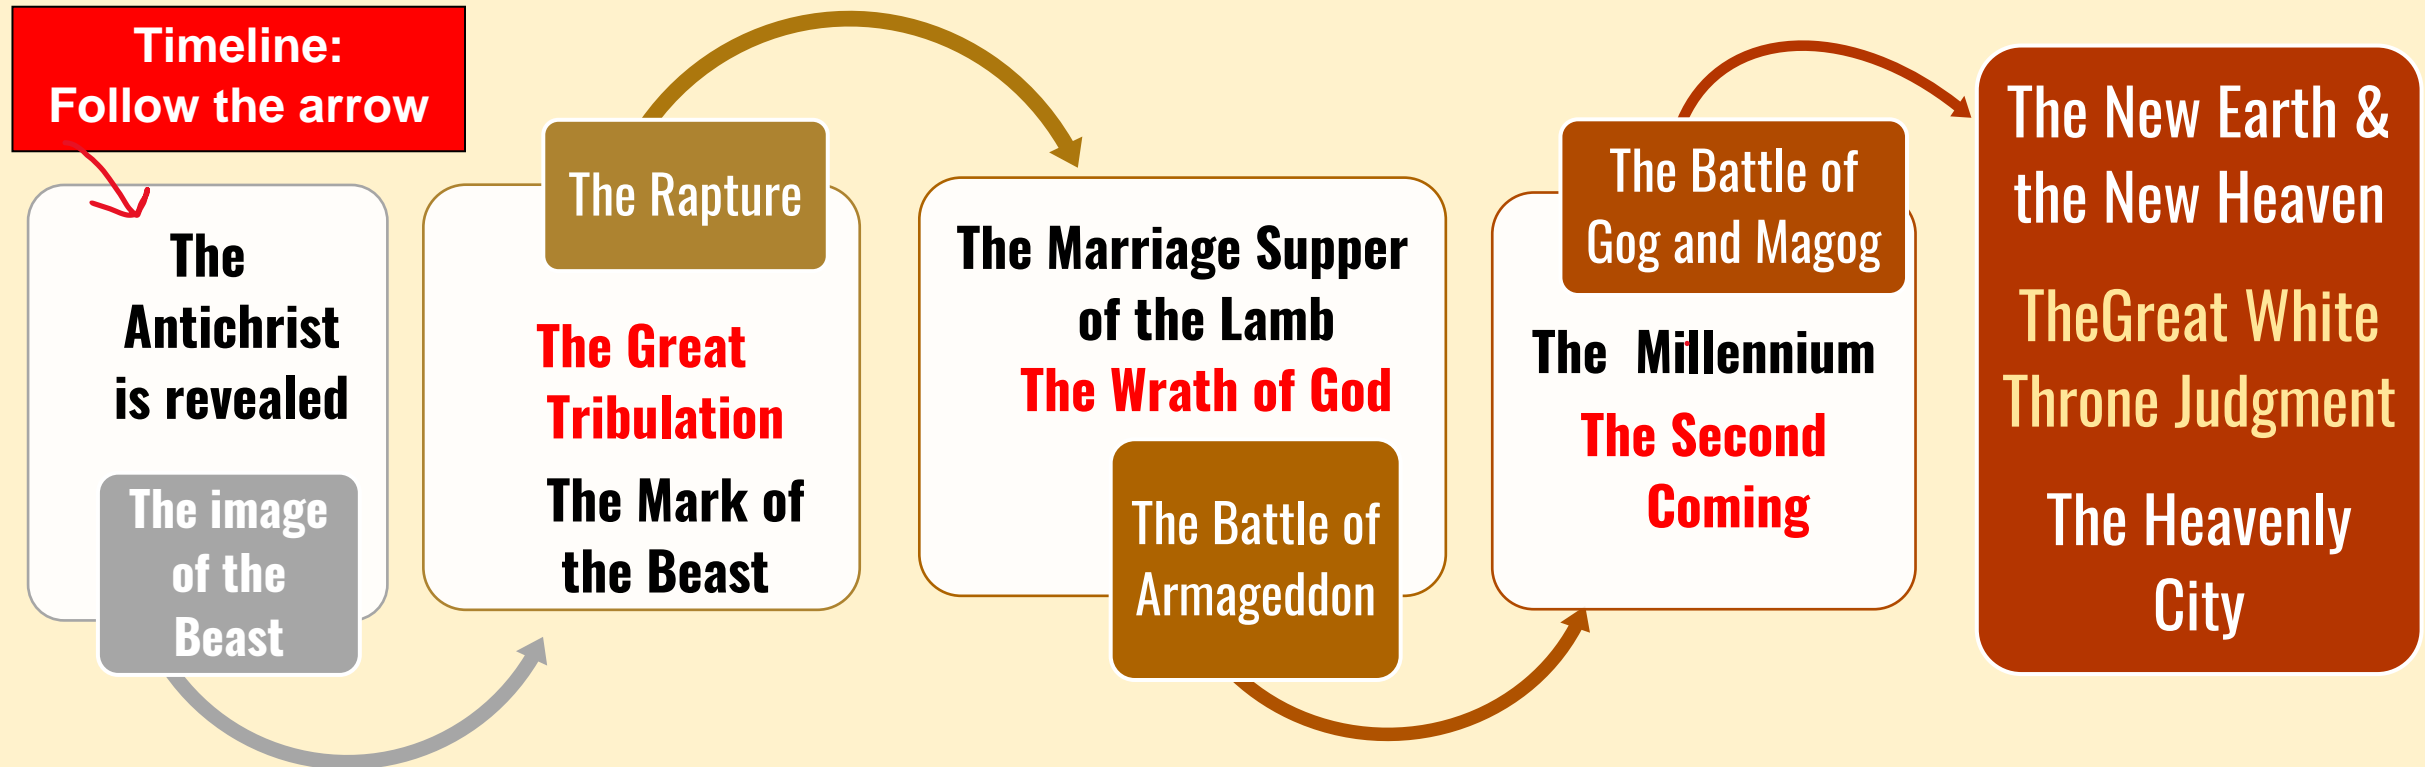 Timeline:
Follow the arrow
The
Antichrist
is revealed
The image
of the
Beast
The Rapture
The Great
Tribulation
The Mark of
the Beast
The Marriage Supper
of the Lamb
The Wrath of God
The Battle of
Armageddon
The Battle of
Gog and Magog
The Millennium
The Second
Coming
The New Earth &
the New Heaven
TheGreat White
Throne Judgment
The Heavenly
City